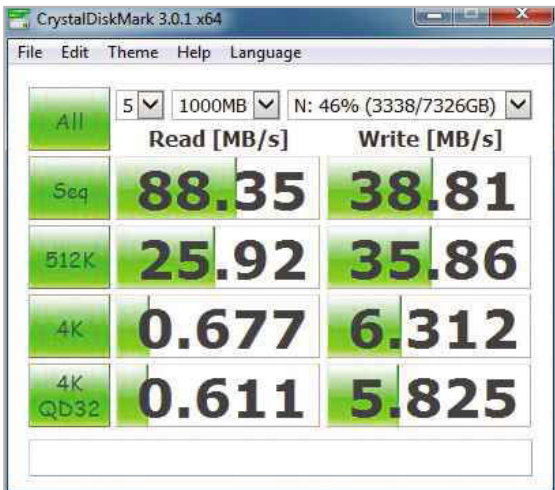 CrystalDiskMark 3.0.1 x64
File Edit Theme Help Language
All 5 1000MB N: 46% (3338/7326GB)
Read [MB/s] Write [MB/s]
Seq 88.35 38.81
512K 25.92 35.86
4K 0.677 6.312
4K QD32 0.611 5.825